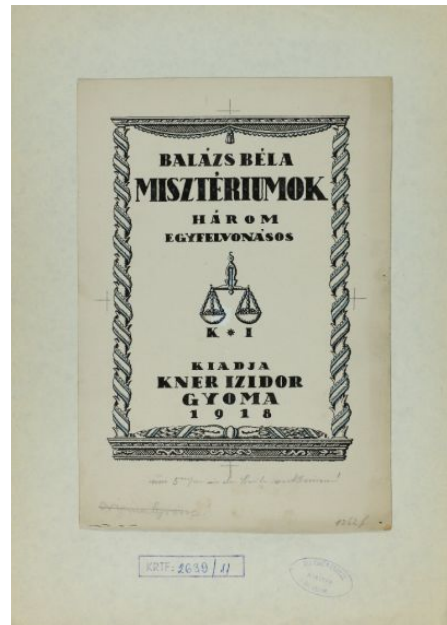 BALÁZS BÉLA
MISZTÉRIUMOK
HÁROM
EGYFELVONÁSOS
K * I
KIADJA
KNER IZIDOR
GYOMA
1918
KRTF: 2639/11